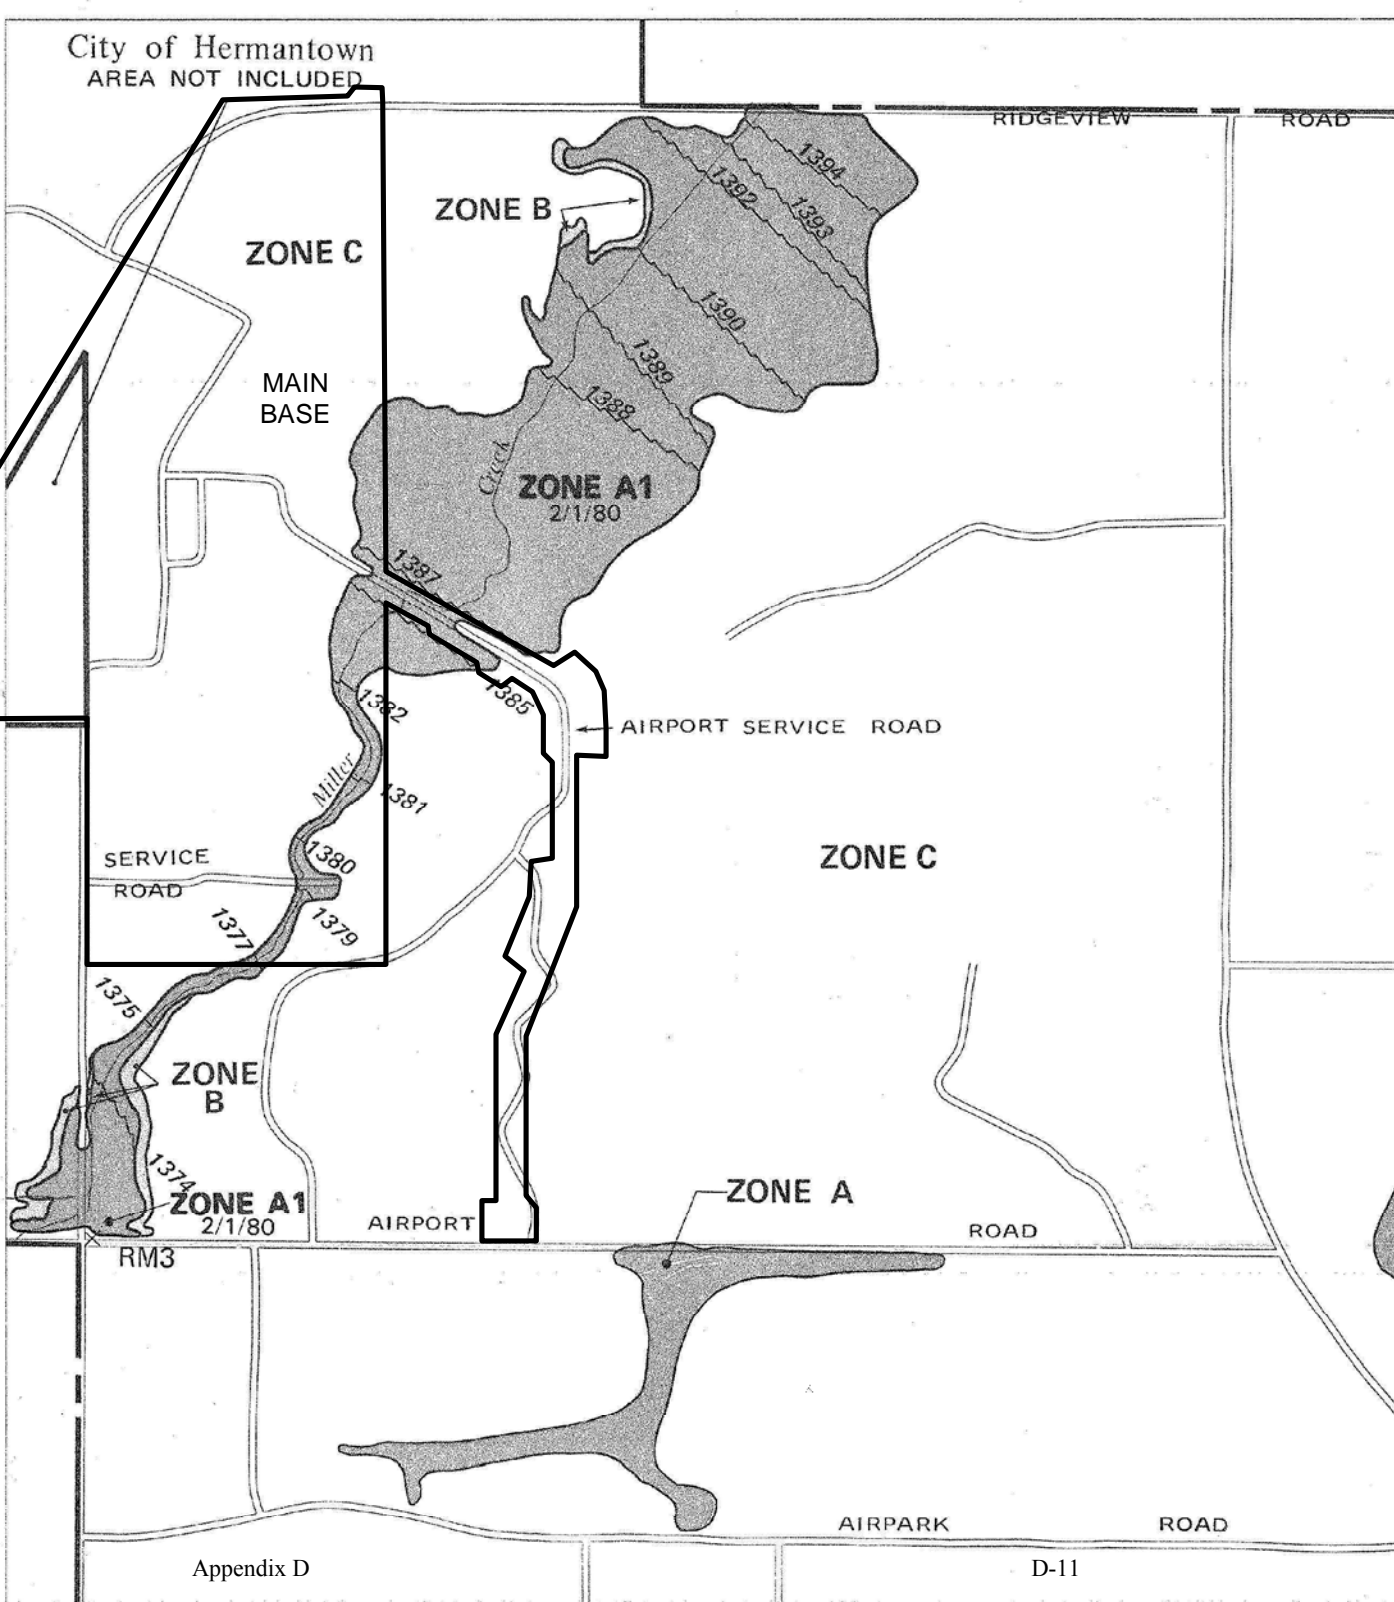 City of Hermantown
AREA NOT INCLUDED
RIDGEVIEW ROAD
1394
1392
1393
ZONE B
ZONE C
1390
1389
MAIN
BASE
1388
Creek
ZONE A1
2/1/80
1387
1385
1382
AIRPORT SERVICE ROAD
Miller
1381
SERVICE
ROAD
1380
ZONE C
1377
1379
1375
ZONE
B
1374
ZONE A1
2/1/80
ZONE A
AIRPORT ROAD
RM3
AIRPARK ROAD
Appendix D
D-11